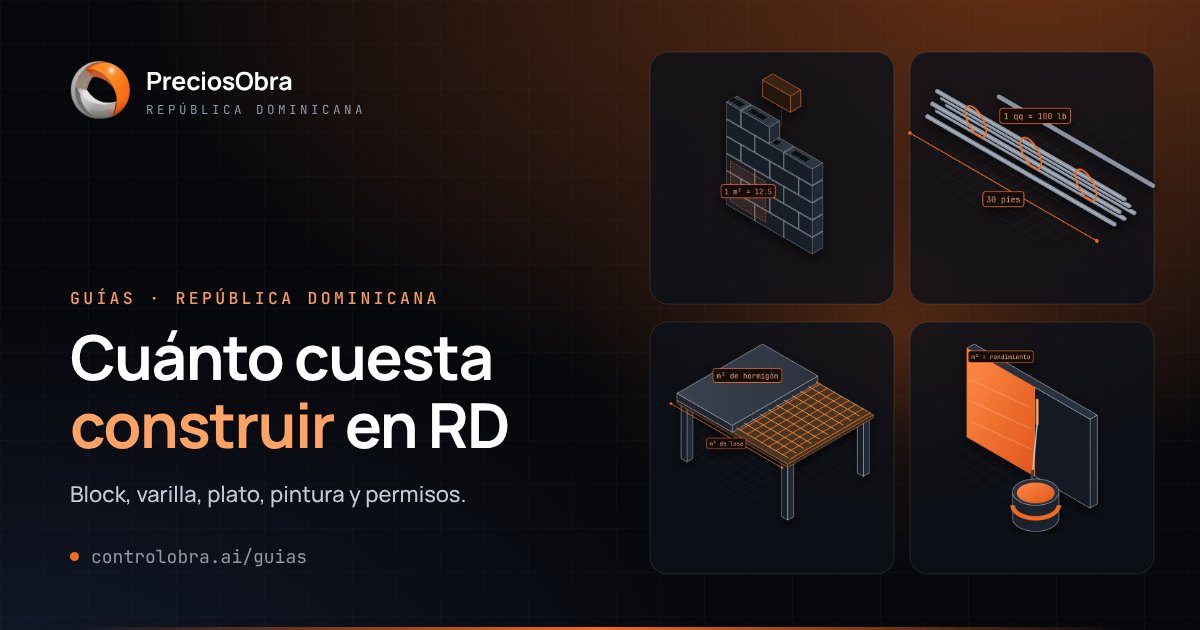 PreciosObra
REPÚBLICA DOMINICANA
GUÍAS · REPÚBLICA DOMINICANA
Cuánto cuesta
construir en RD
Block, varilla, plato, pintura y permisos.
controlobra.ai/guias
1 m² = 12.5
1 qq = 100 lb
30 pies
m³ de hormigón
m² de losa
m² ÷ rendimiento